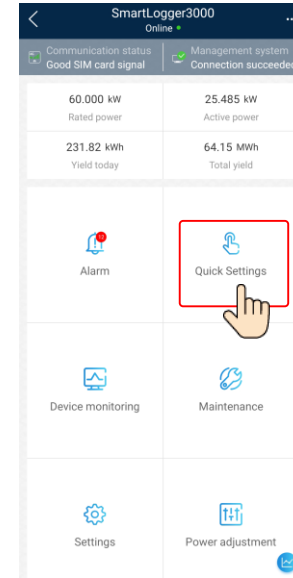 SmartLogger3000
Online
Communication status
Good SIM card signal
Management system
Connection succeeded
60.000 kW
Rated power
25.485 kW
Active power
231.82 kWh
Yield today
64.15 MWh
Total yield
Alarm
Quick Settings
Device monitoring
Maintenance
Settings
Power adjustment